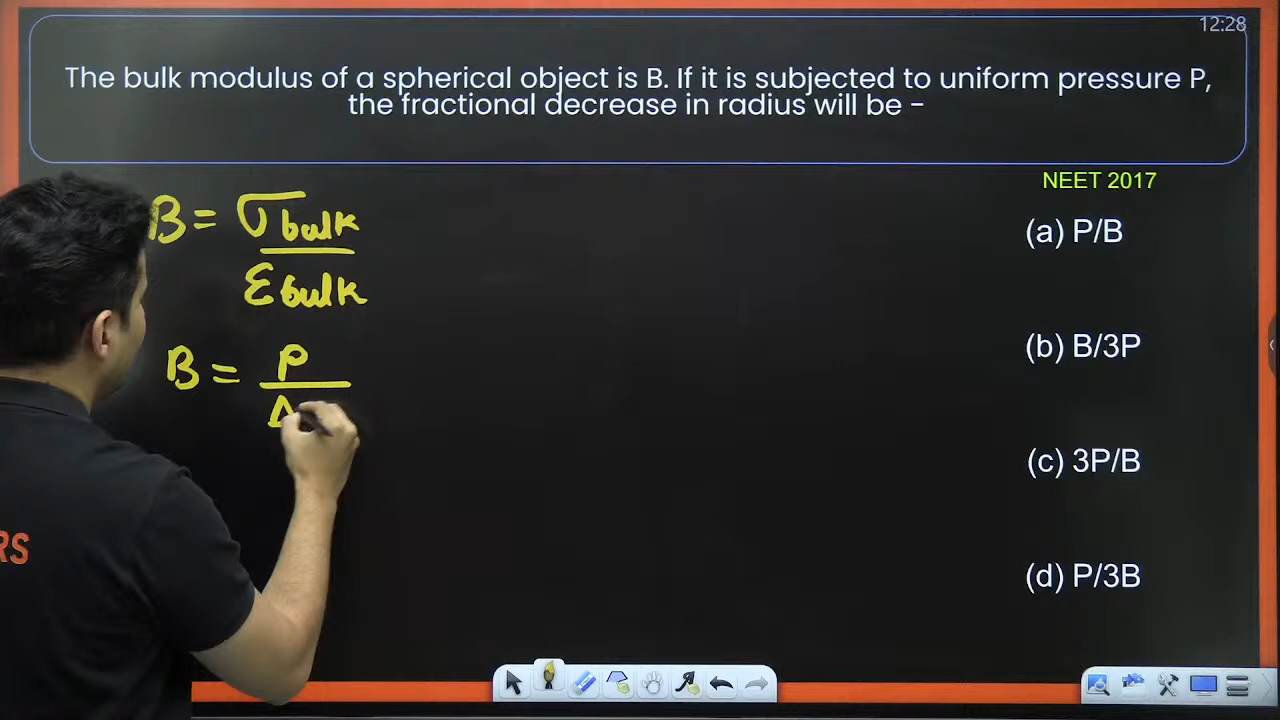 12:28
The bulk modulus of a spherical object is B. If it is subjected to uniform pressure P,
the fractional decrease in radius will be -
NEET 2017
B = σbulk
εbulk
B = P
Δ
(a) P/B
(b) B/3P
(c) 3P/B
(d) P/3B
RS